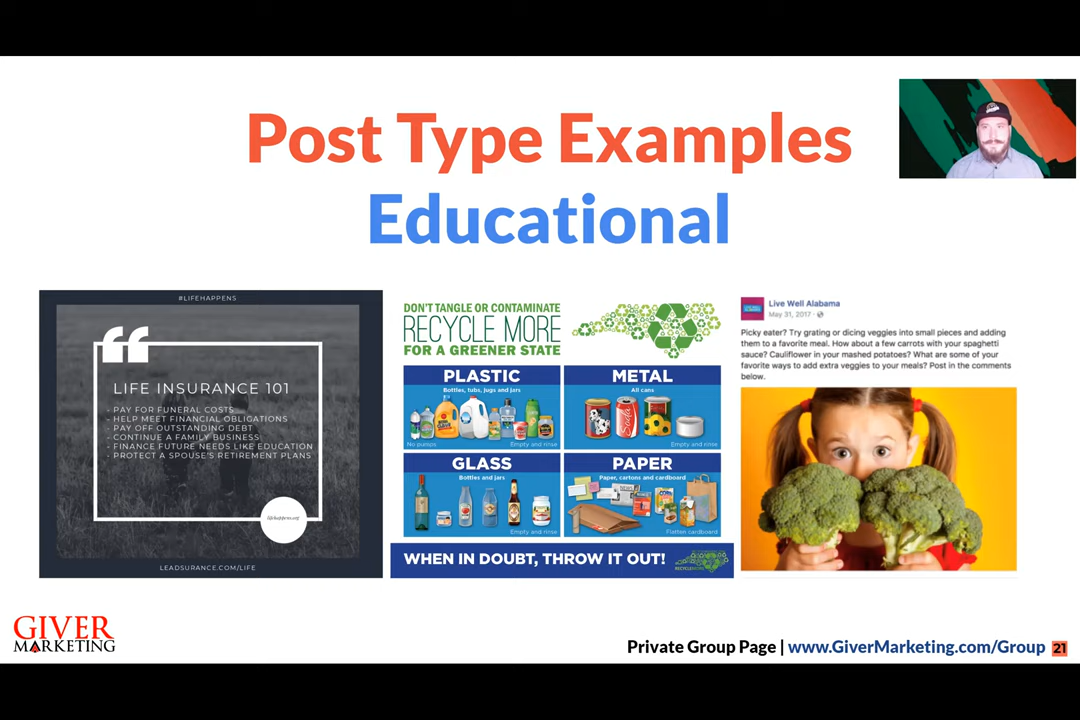 Post Type Examples
Educational
#LIFEHAPPENS
LIFE INSURANCE 101
- PAY FOR FUNERAL COSTS
- HELP MEET FINANCIAL OBLIGATIONS
- PAY OFF OUTSTANDING DEBT
- CONTINUE A FAMILY BUSINESS
- FINANCE FUTURE NEEDS LIKE EDUCATION
- PROTECT A SPOUSE'S RETIREMENT PLANS
lifehappens.org
LEADSURANCE.COM/LIFE
DON'T TANGLE OR CONTAMINATE
RECYCLE MORE
FOR A GREENER STATE
PLASTIC
Bottles, tubs, jugs and jars
No pumps
Empty and rinse
METAL
All cans
Soda
Empty and rinse
GLASS
Bottles and jars
Empty and rinse
PAPER
Paper, cartons and cardboard
Flatten cardboard
WHEN IN DOUBT, THROW IT OUT!
Live Well Alabama
May 31, 2017 ·
Picky eater? Try grating or dicing veggies into small pieces and adding
them to a favorite meal. How about a few carrots with your spaghetti
sauce? Cauliflower in your mashed potatoes? What are some of your
favorite ways to add extra veggies to your meals? Post in the comments
below.
GIVER
MARKETING
Private Group Page | www.GiverMarketing.com/Group 21